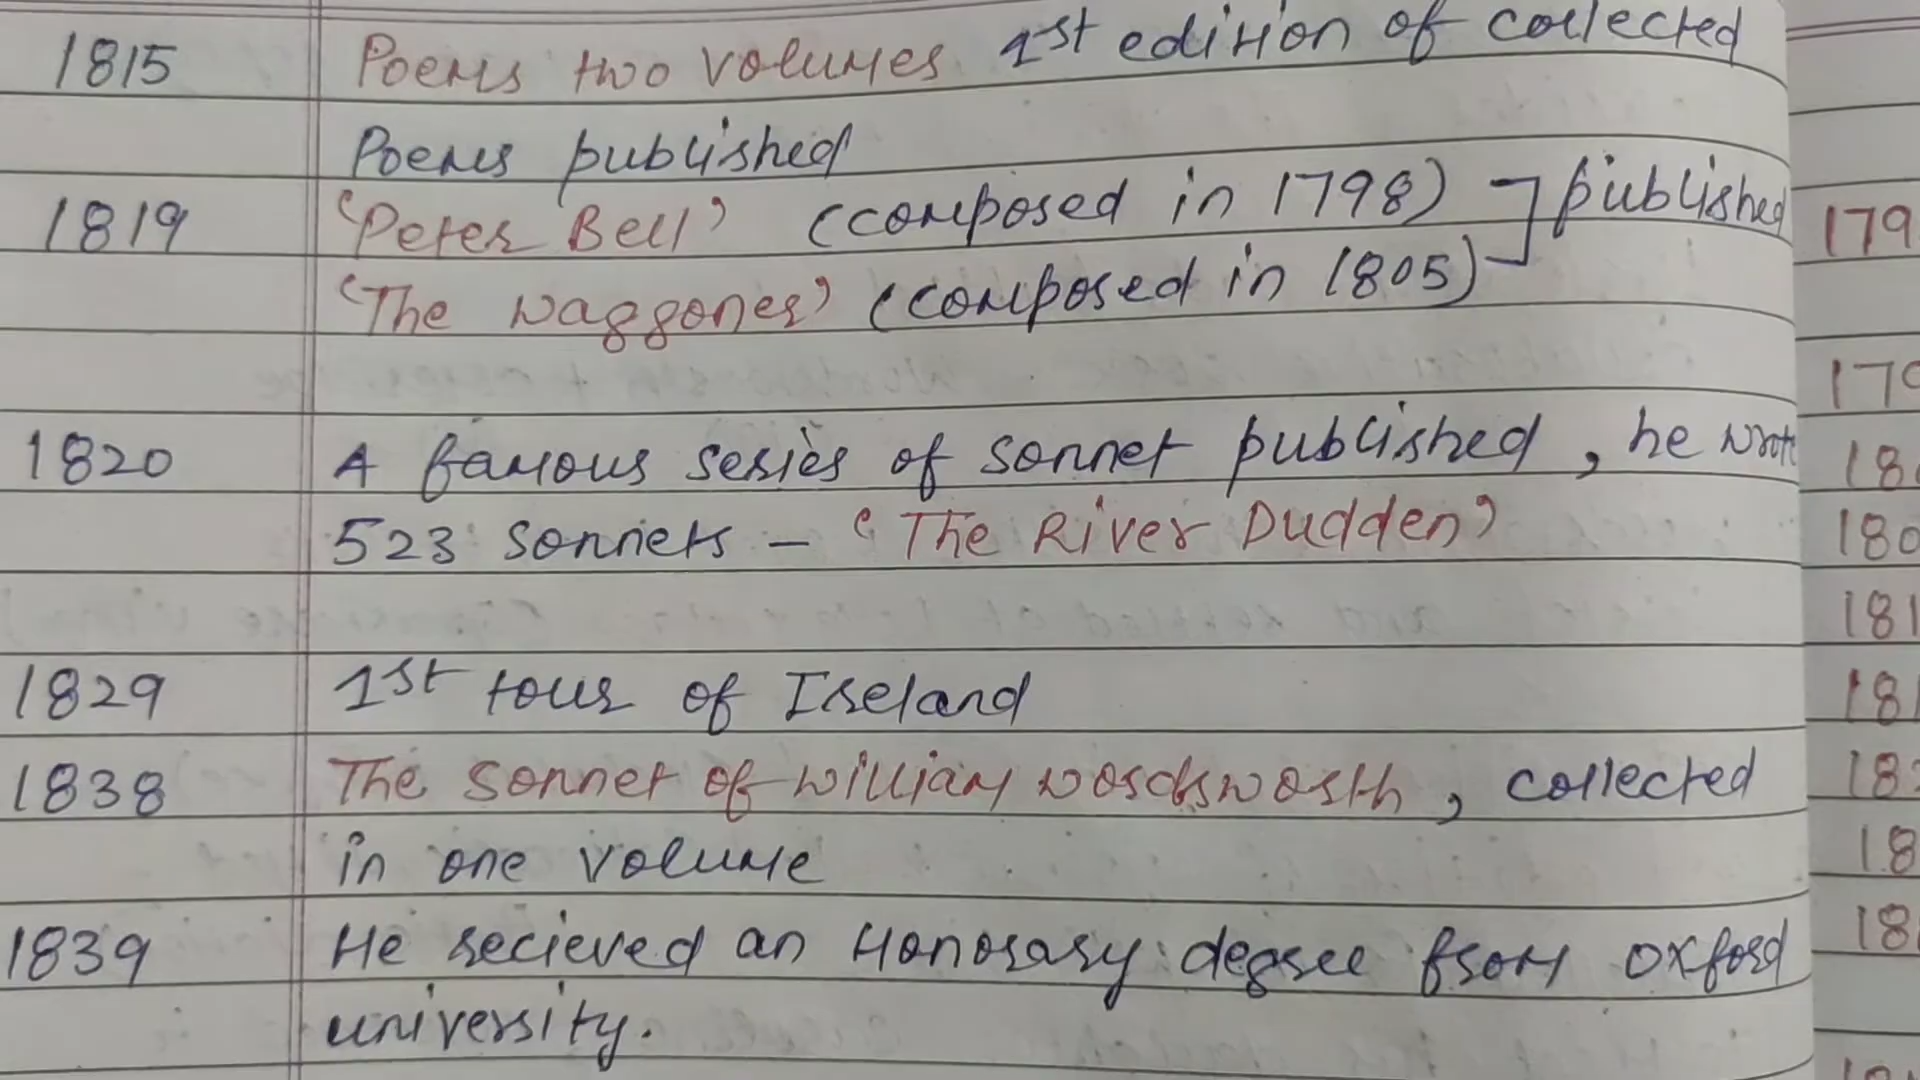 1815 Poems two volumes 1st edition of collected
Poems published
1819 'Peter Bell' (composed in 1798) published
'The Waggoner' (composed in 1805)
1820 A famous series of sonnet published, he wrote
523 sonnets – 'The River Dudden'
1829 1st tour of Ireland
1838 The Sonnet of William Wordsworth, collected
in one volume
1839 He recieved an Honorary degree from Oxford
university.
179